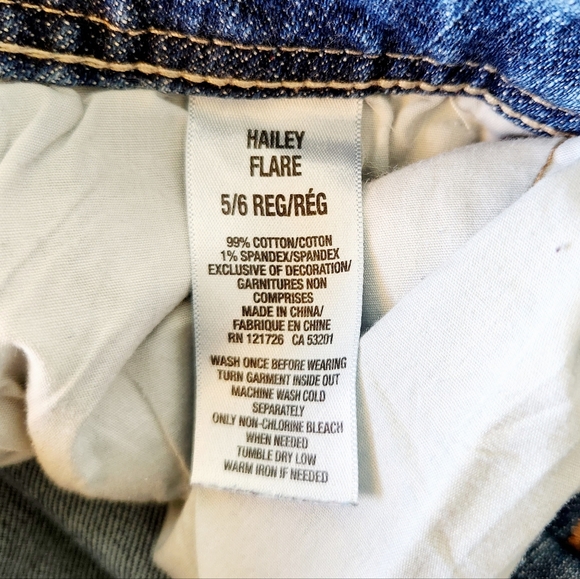 HAILEY
FLARE
5/6 REG/RÉG
99% COTTON/COTON
1% SPANDEX/SPANDEX
EXCLUSIVE OF DECORATION/
GARNITURES NON
COMPRISES
MADE IN CHINA/
FABRIQUE EN CHINE
RN 121726 CA 53201
WASH ONCE BEFORE WEARING
TURN GARMENT INSIDE OUT
MACHINE WASH COLD
SEPARATELY
ONLY NON-CHLORINE BLEACH
WHEN NEEDED
TUMBLE DRY LOW
WARM IRON IF NEEDED